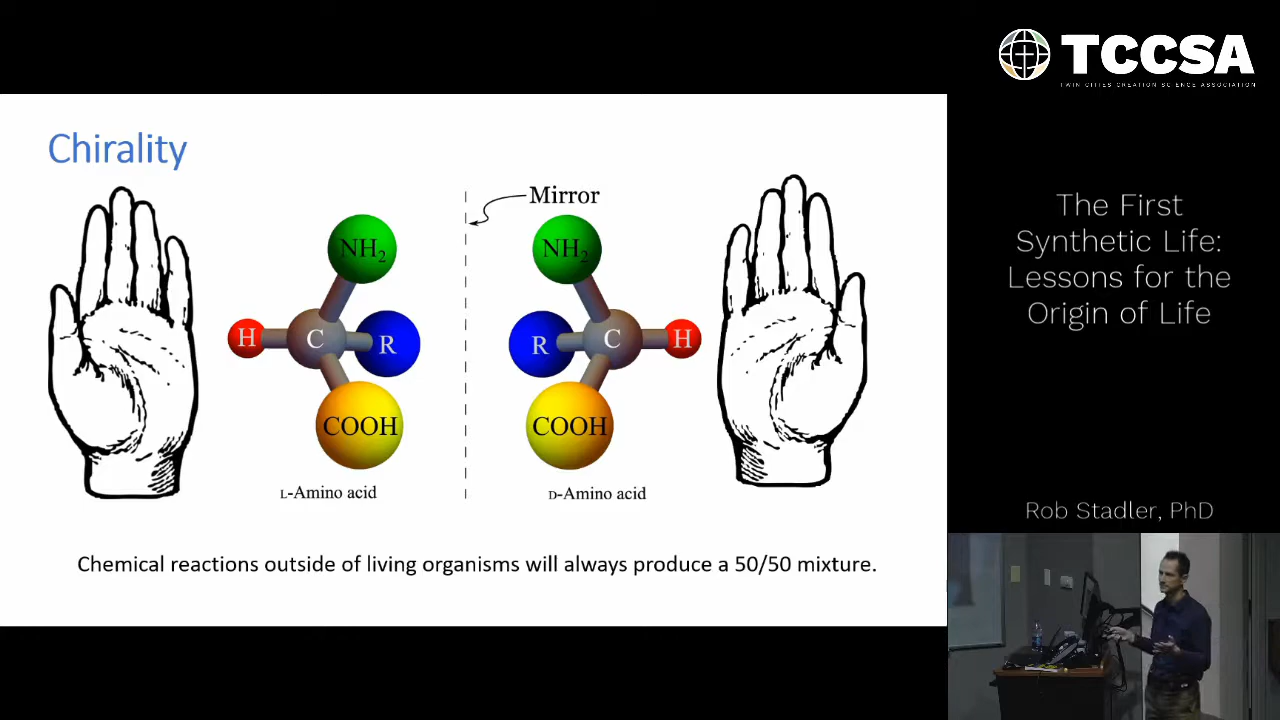 TCCSA
TWIN CITIES CREATION SCIENCE ASSOCIATION
Chirality
Mirror
NH2
NH2
H
C
R
R
C
H
COOH
COOH
L-Amino acid
D-Amino acid
Chemical reactions outside of living organisms will always produce a 50/50 mixture.
The First
Synthetic Life:
Lessons for the
Origin of Life
Rob Stadler, PhD